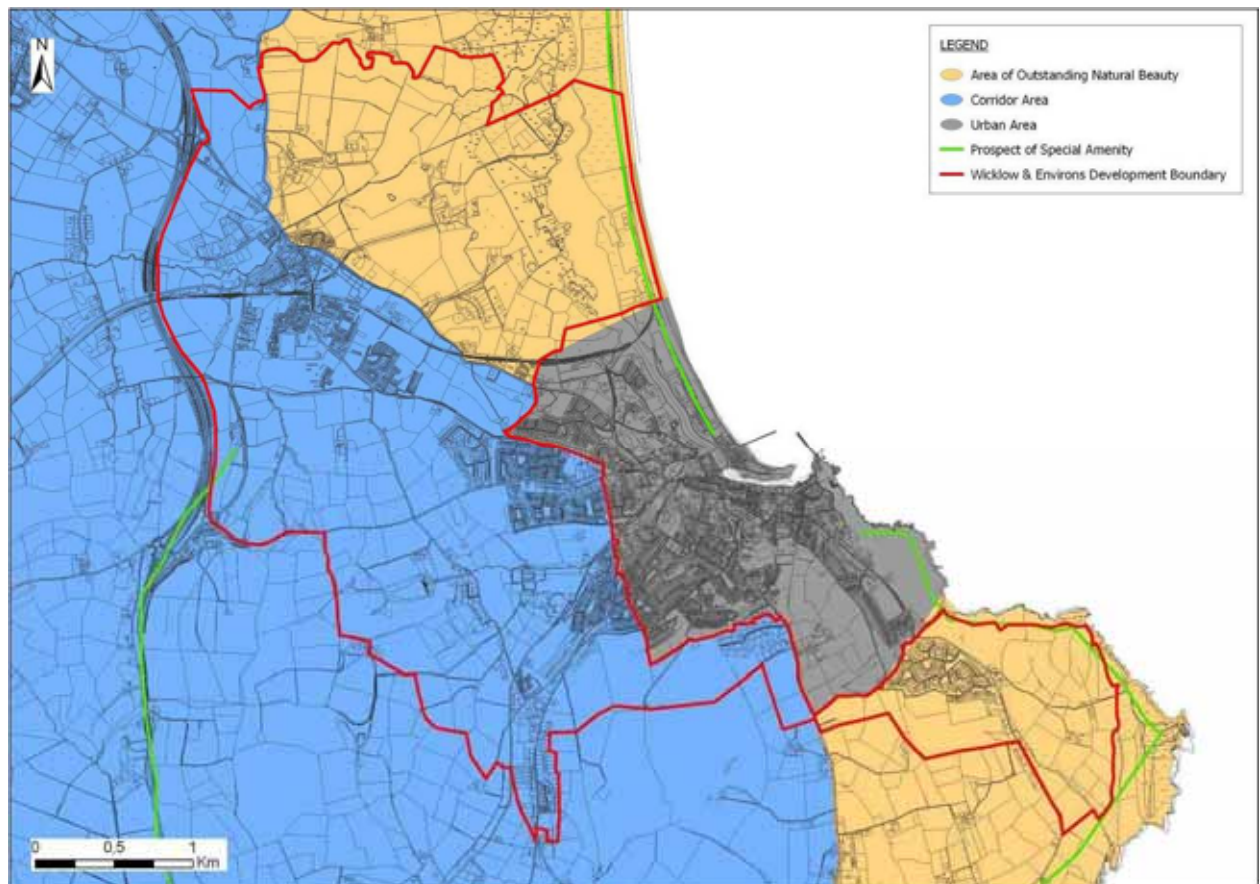 N
LEGEND
Area of Outstanding Natural Beauty
Corridor Area
Urban Area
Prospect of Special Amenity
Wicklow & Environs Development Boundary
0 0,5 1
Km